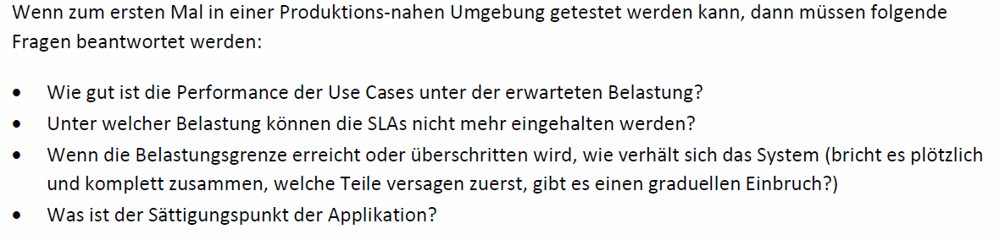 Wenn zum ersten Mal in einer Produktions-nahen Umgebung getestet werden kann, dann müssen folgende
Fragen beantwortet werden:
• Wie gut ist die Performance der Use Cases unter der erwarteten Belastung?
• Unter welcher Belastung können die SLAs nicht mehr eingehalten werden?
• Wenn die Belastungsgrenze erreicht oder überschritten wird, wie verhält sich das System (bricht es plötzlich
und komplett zusammen, welche Teile versagen zuerst, gibt es einen graduellen Einbruch?)
• Was ist der Sättigungspunkt der Applikation?